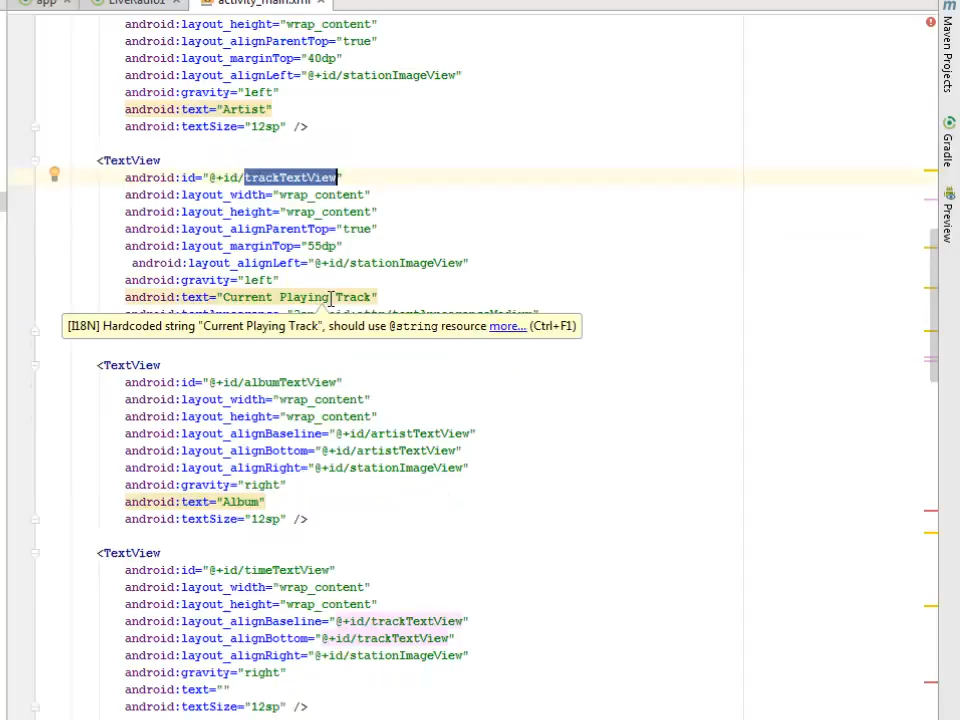 app
LiveRadio1
activity_main.xml
android:layout_height="wrap_content"
android:layout_alignParentTop="true"
android:layout_marginTop="40dp"
android:layout_alignLeft="@+id/stationImageView"
android:gravity="left"
android:text="Artist"
android:textSize="12sp" />
<TextView
android:id="@+id/trackTextView"
android:layout_width="wrap_content"
android:layout_height="wrap_content"
android:layout_alignParentTop="true"
android:layout_marginTop="55dp"
android:layout_alignLeft="@+id/stationImageView"
android:gravity="left"
android:text="Current Playing Track"
[I18N] Hardcoded string "Current Playing Track", should use @string resource more... (Ctrl+F1)
<TextView
android:id="@+id/albumTextView"
android:layout_width="wrap_content"
android:layout_height="wrap_content"
android:layout_alignBaseline="@+id/artistTextView"
android:layout_alignBottom="@+id/artistTextView"
android:layout_alignRight="@+id/stationImageView"
android:gravity="right"
android:text="Album"
android:textSize="12sp" />
<TextView
android:id="@+id/timeTextView"
android:layout_width="wrap_content"
android:layout_height="wrap_content"
android:layout_alignBaseline="@+id/trackTextView"
android:layout_alignBottom="@+id/trackTextView"
android:layout_alignRight="@+id/stationImageView"
android:gravity="right"
android:text=""
android:textSize="12sp" />
Maven Projects
Gradle
Preview